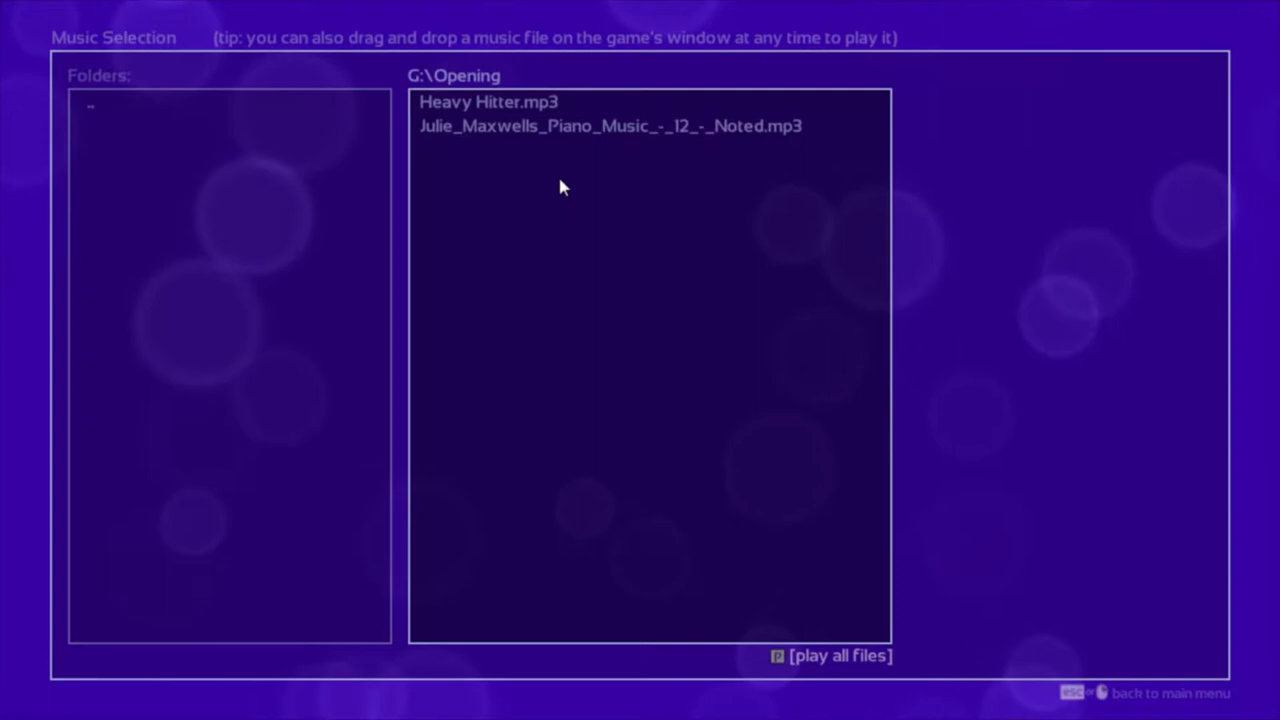 Music Selection (tip: you can also drag and drop a music file on the game's window at any time to play it)
Folders:
G:\Opening
..
Heavy Hitter.mp3
Julie_Maxwells_Piano_Music_-_12_-_Noted.mp3
P [play all files]
esc or back to main menu